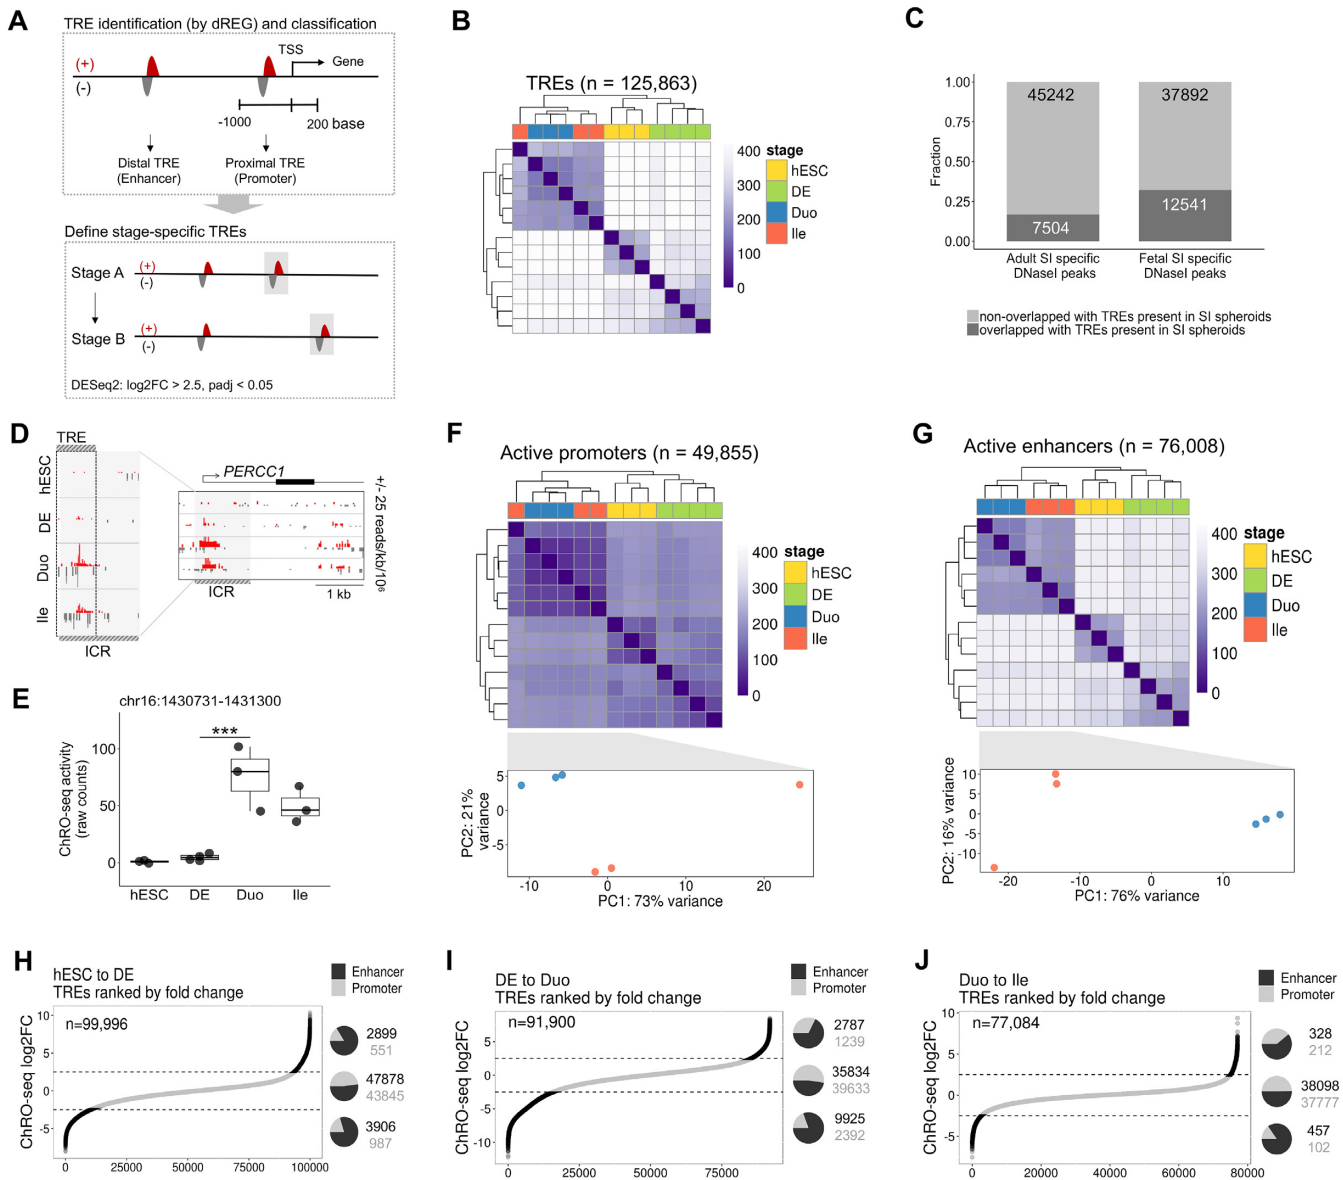 A
TRE identification (by dREG) and classification
(+)
(-)
TSS
Gene
-1000
200 base
Distal TRE
(Enhancer)
Proximal TRE
(Promoter)
Define stage-specific TREs
Stage A
(+)
(-)
Stage B
(+)
(-)
DESeq2: log2FC > 2.5, padj < 0.05
B
TREs (n = 125,863)
400
300
200
100
0
stage
hESC
DE
Duo
Ile
C
Fraction
1.00
0.75
0.50
0.25
0.00
45242
7504
37892
12541
Adult SI specific
DNaseI peaks
Fetal SI specific
DNaseI peaks
non-overlapped with TREs present in SI spheroids
overlapped with TREs present in SI spheroids
D
TRE
hESC
DE
Duo
Ile
ICR
PERCC1
ICR
1 kb
+/- 25 reads/kb/10⁶
E
chr16:1430731-1431300
ChRO-seq activity
(raw counts)
100
50
0
***
hESC
DE
Duo
Ile
F
Active promoters (n = 49,855)
400
300
200
100
0
stage
hESC
DE
Duo
Ile
PC2: 21%
variance
5
0
-5
-10
0
10
20
PC1: 73% variance
G
Active enhancers (n = 76,008)
400
300
200
100
0
stage
hESC
DE
Duo
Ile
PC2: 16% variance
10
5
0
-5
-10
-20
-10
0
10
PC1: 76% variance
H
hESC to DE
TREs ranked by fold change
Enhancer
Promoter
n=99,996
ChRO-seq log2FC
10
5
0
-5
0
25000
50000
75000
100000
2899
551
47878
43845
3906
987
I
DE to Duo
TREs ranked by fold change
Enhancer
Promoter
n=91,900
ChRO-seq log2FC
5
0
-5
-10
0
25000
50000
75000
2787
1239
35834
39633
9925
2392
J
Duo to Ile
TREs ranked by fold change
Enhancer
Promoter
n=77,084
ChRO-seq log2FC
10
5
0
-5
0
20000
40000
60000
80000
328
212
38098
37777
457
102